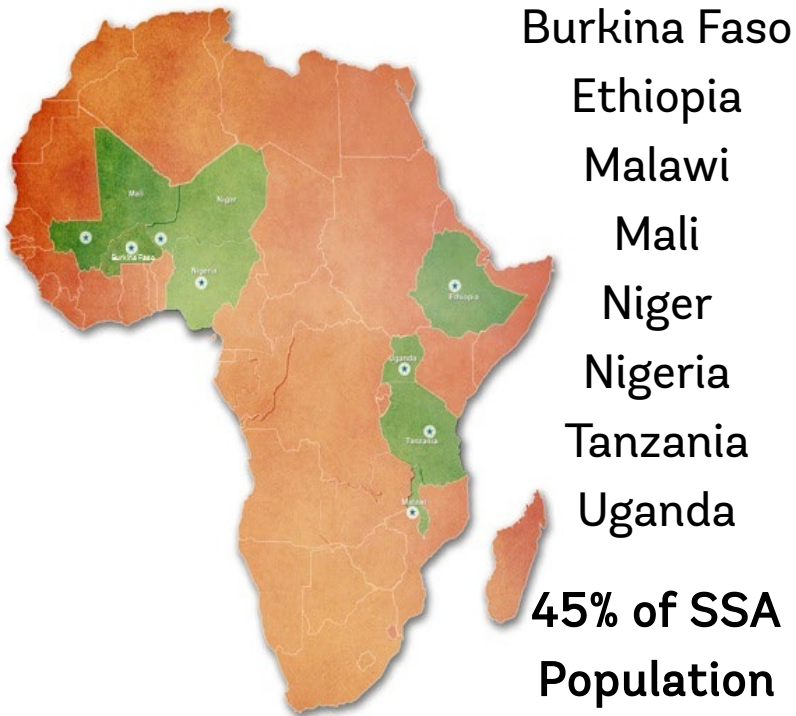 Burkina Faso
Ethiopia
Malawi
Mali
Niger
Nigeria
Tanzania
Uganda
45% of SSA
Population
Mali
Niger
Burkina Faso
Nigeria
Ethiopia
Uganda
Tanzania
Malawi